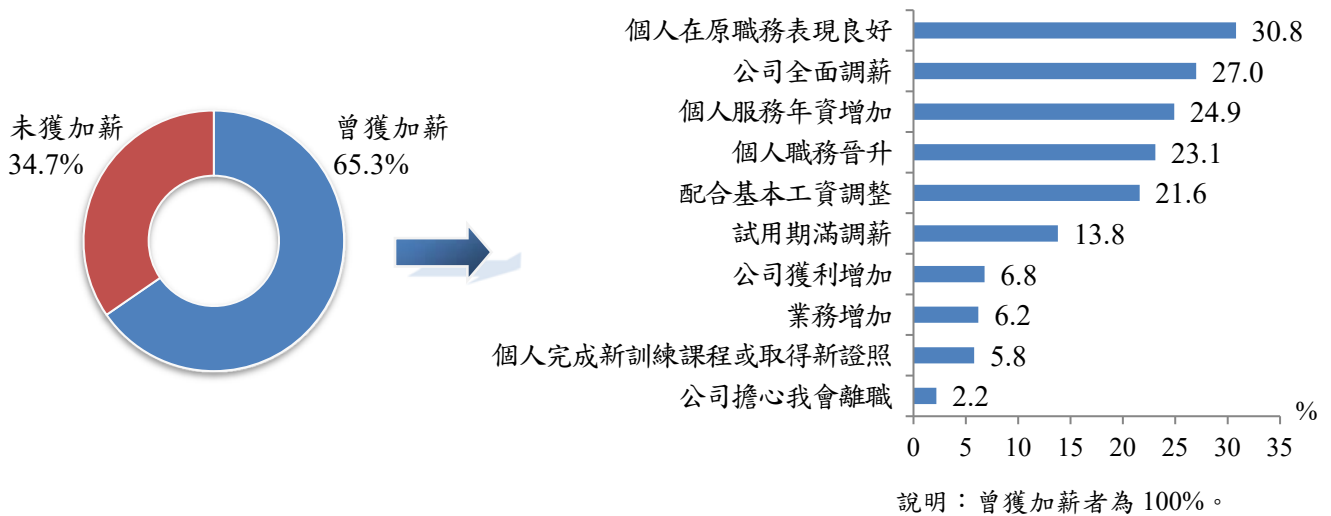 未獲加薪
34.7%
曾獲加薪
65.3%
個人在原職務表現良好 30.8
公司全面調薪 27.0
個人服務年資增加 24.9
個人職務晉升 23.1
配合基本工資調整 21.6
試用期滿調薪 13.8
公司獲利增加 6.8
業務增加 6.2
個人完成新訓練課程或取得新證照 5.8
公司擔心我會離職 2.2
%
0 5 10 15 20 25 30 35
說明：曾獲加薪者為 100%。